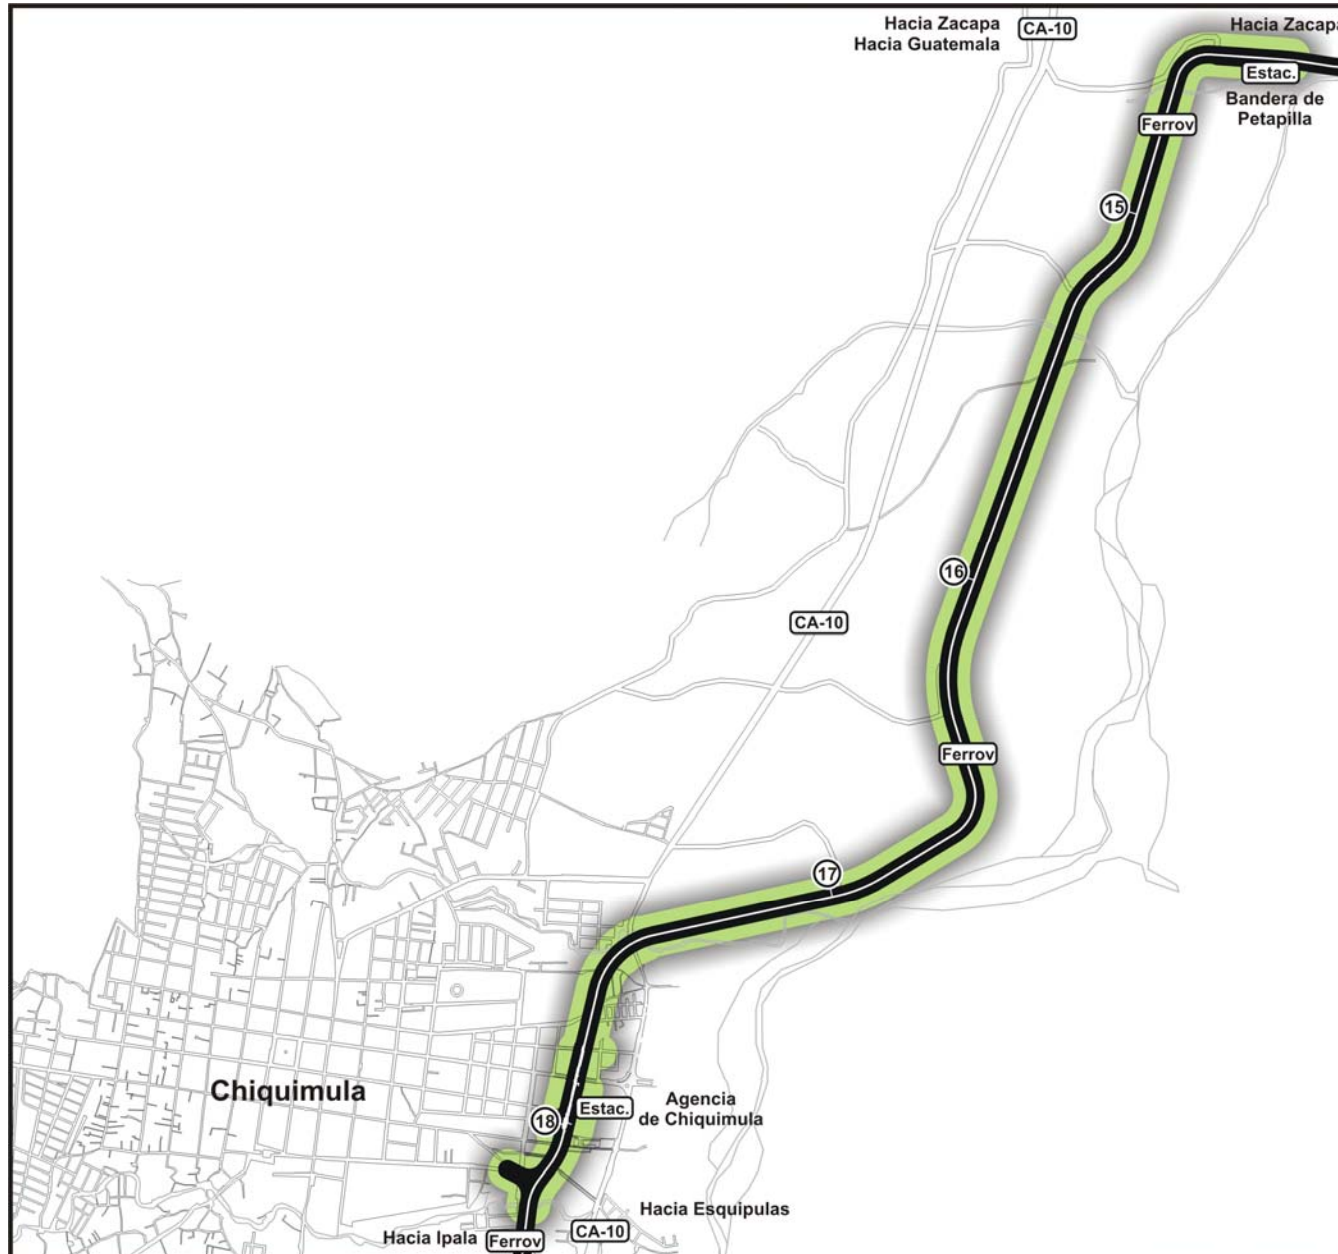 Hacia Zacapa
Hacia Guatemala
CA-10
Hacia Zacapa
Estac.
Bandera de
Petapilla
Ferrov
15
16
CA-10
Ferrov
17
Chiquimula
18
Estac.
Agencia
de Chiquimula
Hacia Esquipulas
Hacia Ipala
Ferrov
CA-10